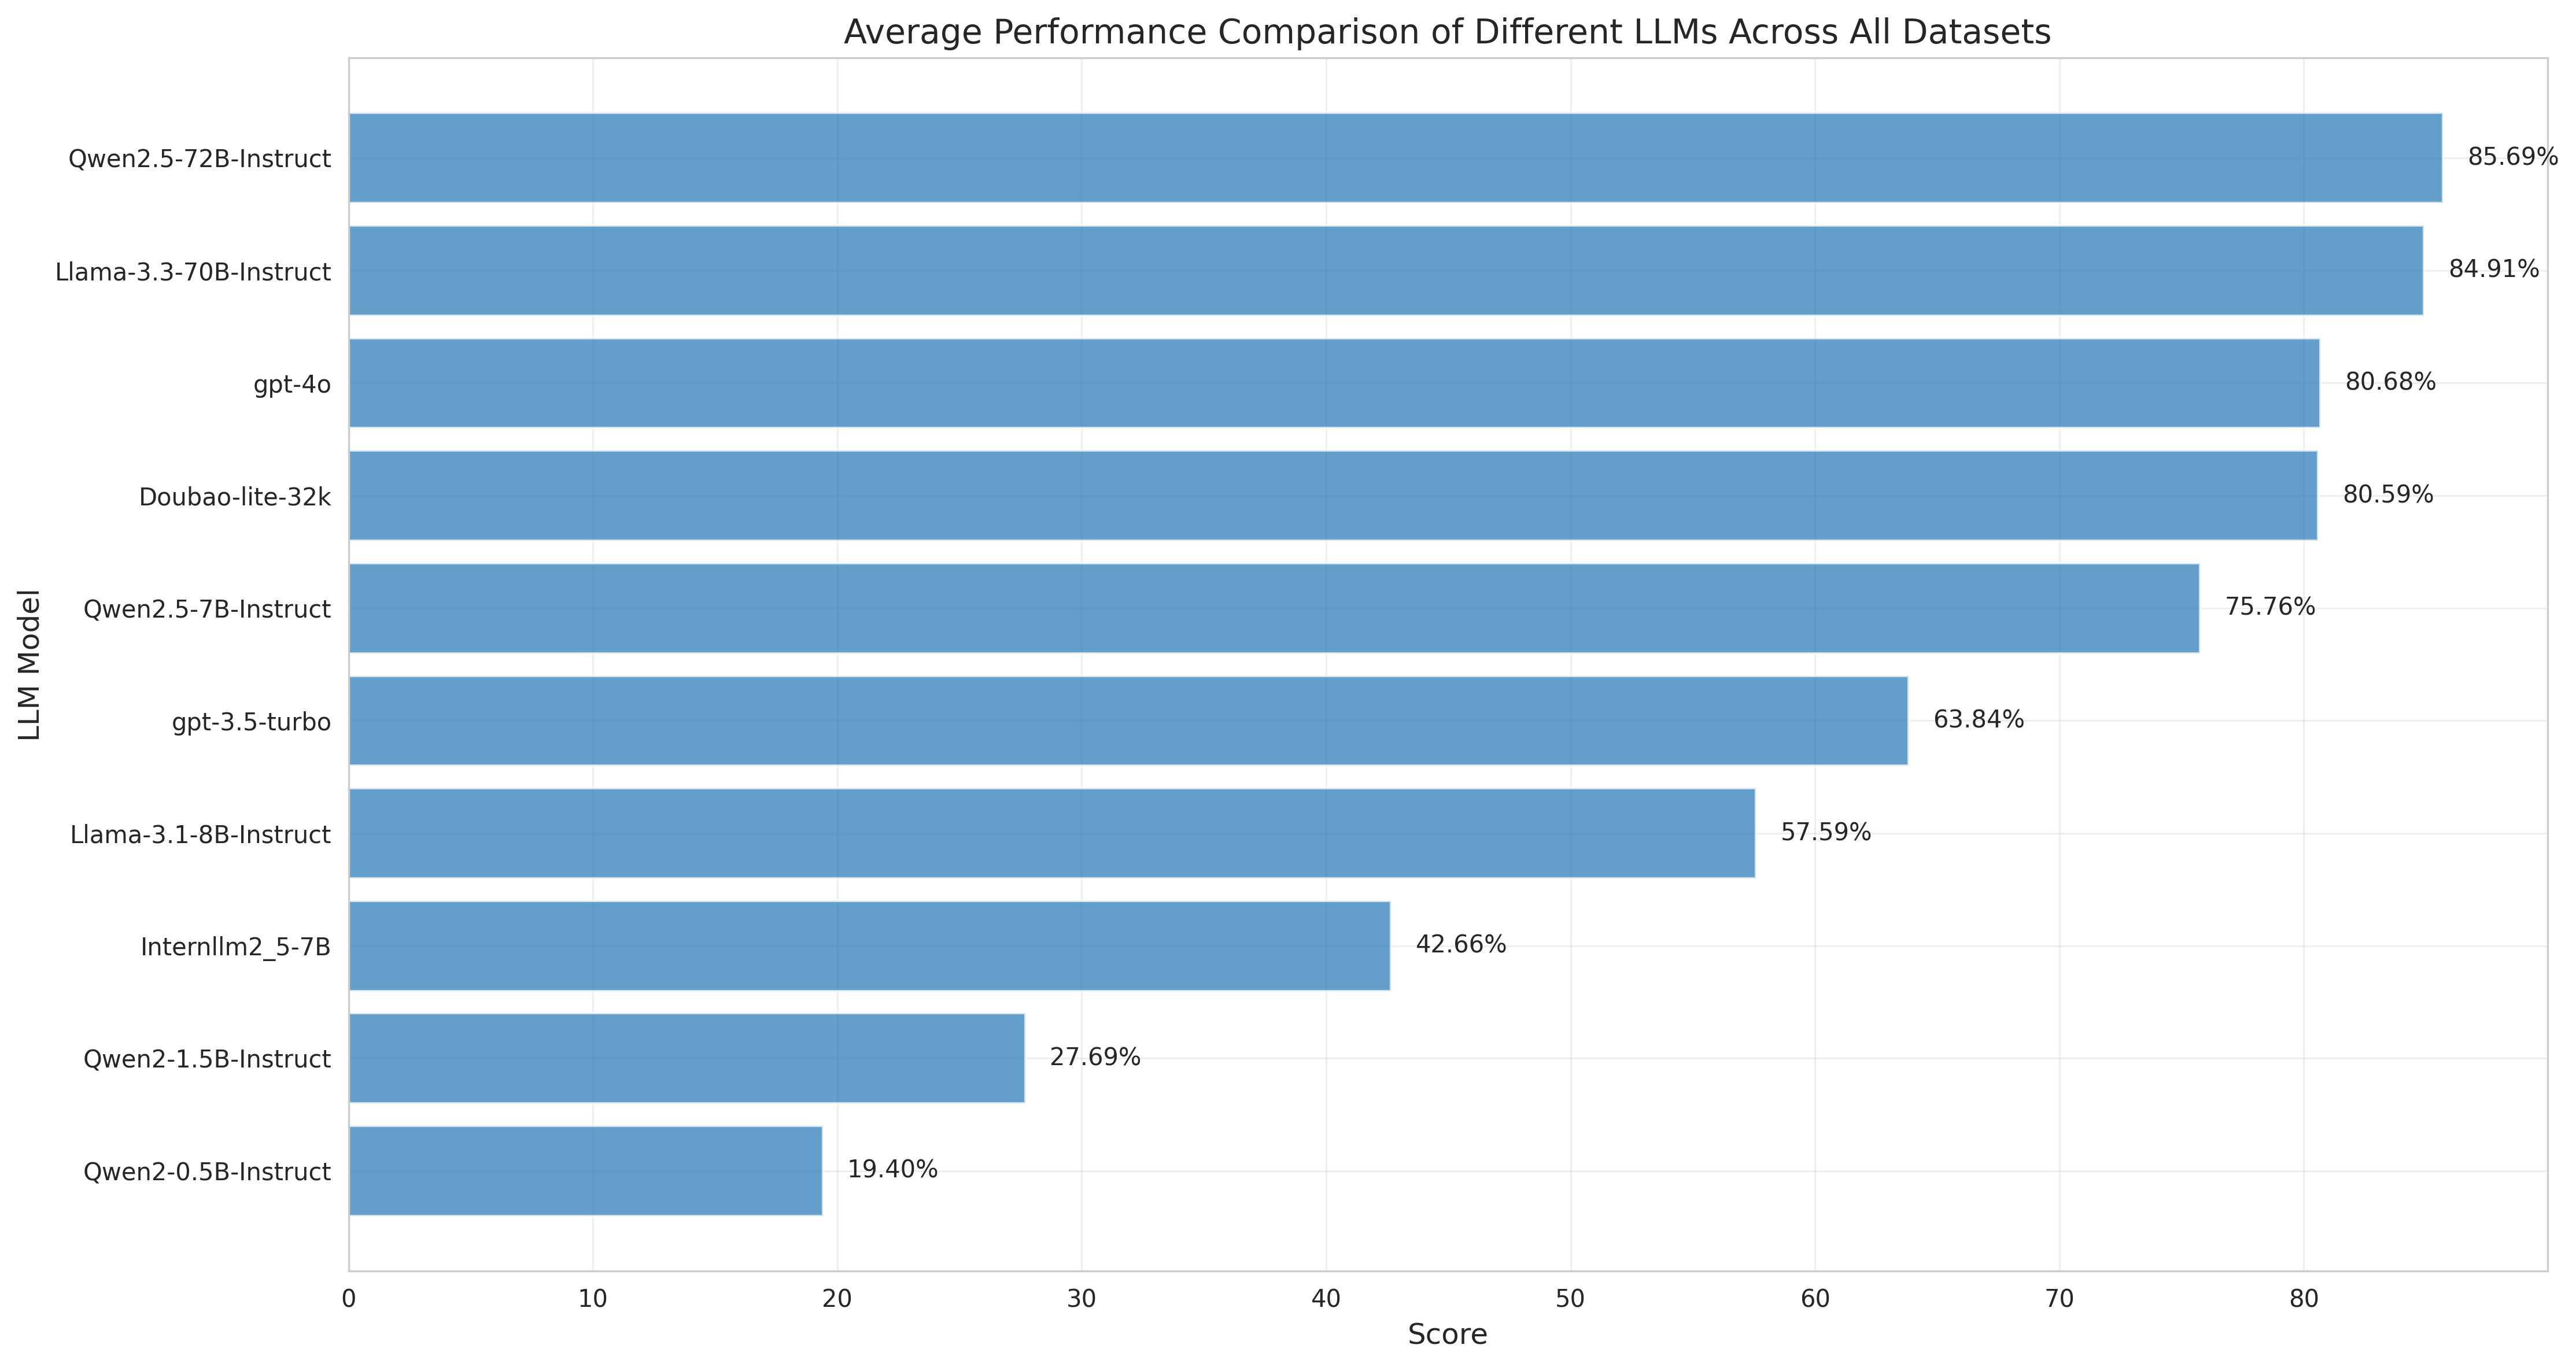 Average Performance Comparison of Different LLMs Across All Datasets
LLM Model
Qwen2.5-72B-Instruct 85.69%
Llama-3.3-70B-Instruct 84.91%
gpt-4o 80.68%
Doubao-lite-32k 80.59%
Qwen2.5-7B-Instruct 75.76%
gpt-3.5-turbo 63.84%
Llama-3.1-8B-Instruct 57.59%
Internllm2_5-7B 42.66%
Qwen2-1.5B-Instruct 27.69%
Qwen2-0.5B-Instruct 19.40%
0 10 20 30 40 50 60 70 80
Score